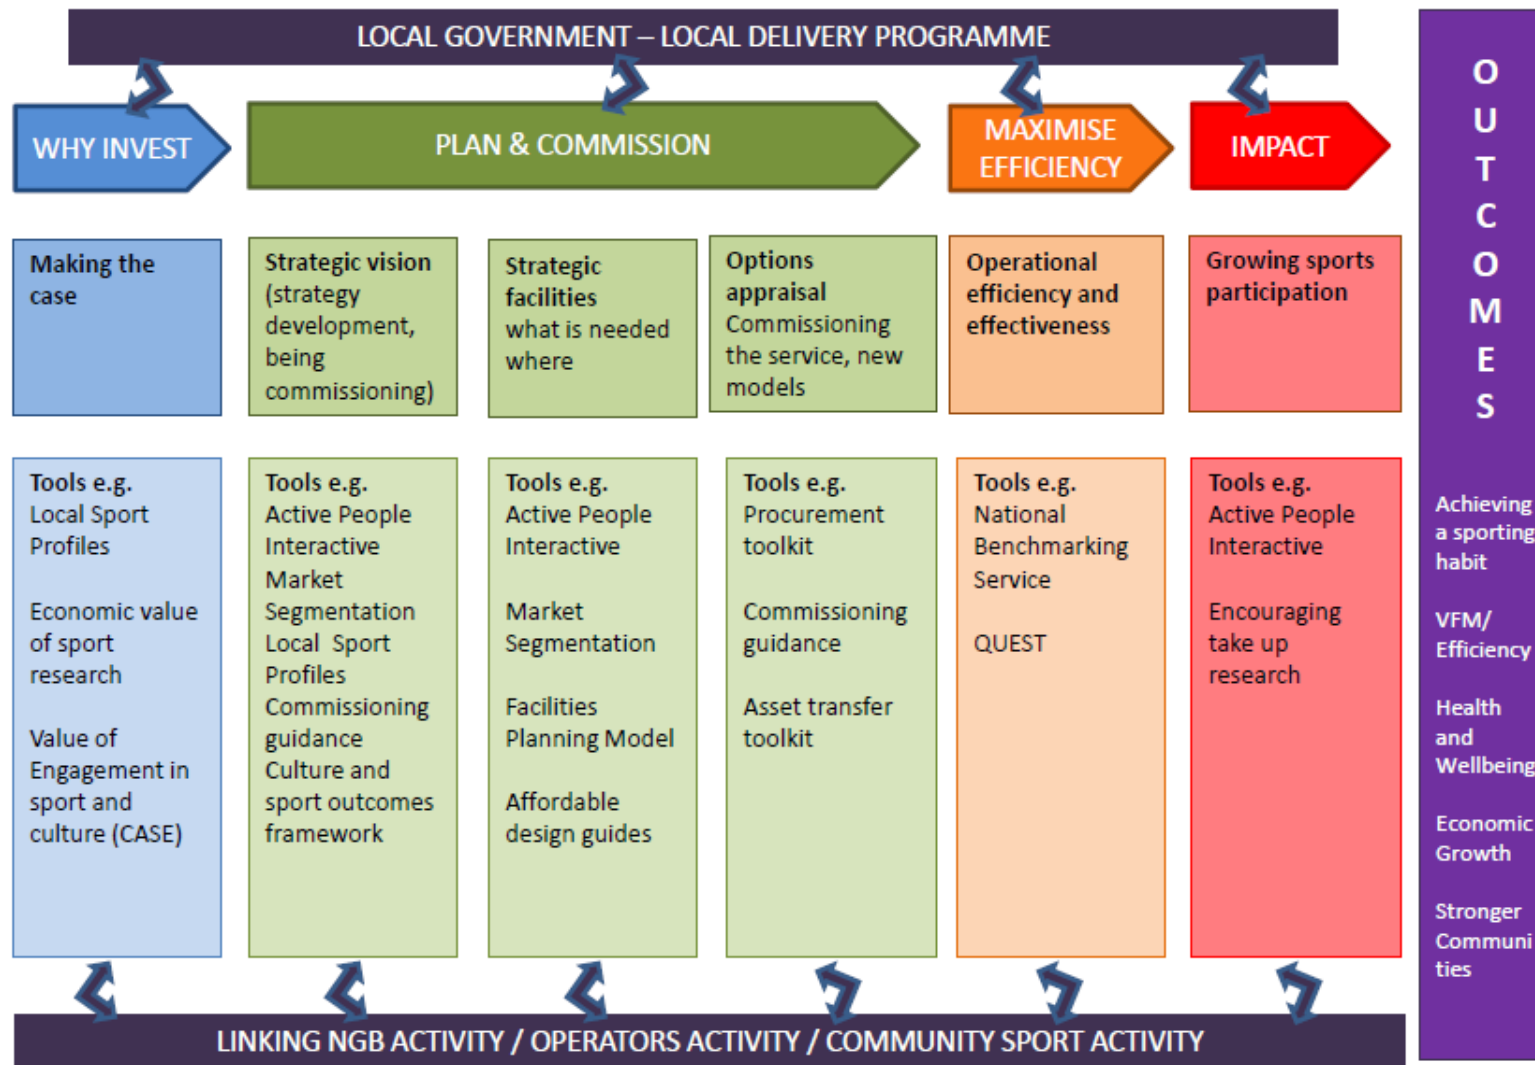 LOCAL GOVERNMENT – LOCAL DELIVERY PROGRAMME
WHY INVEST
PLAN & COMMISSION
MAXIMISE
EFFICIENCY
IMPACT
Making the
case
Strategic vision
(strategy
development,
being
commissioning)
Strategic
facilities
what is needed
where
Options
appraisal
Commissioning
the service, new
models
Operational
efficiency and
effectiveness
Growing sports
participation
Tools e.g.
Local Sport
Profiles
Economic value
of sport
research
Value of
Engagement in
sport and
culture (CASE)
Tools e.g.
Active People
Interactive
Market
Segmentation
Local  Sport
Profiles
Commissioning
guidance
Culture and
sport outcomes
framework
Tools e.g.
Active People
Interactive
Market
Segmentation
Facilities
Planning Model
Affordable
design guides
Tools e.g.
Procurement
toolkit
Commissioning
guidance
Asset transfer
toolkit
Tools e.g.
National
Benchmarking
Service
QUEST
Tools e.g.
Active People
Interactive
Encouraging
take up
research
LINKING NGB ACTIVITY / OPERATORS ACTIVITY / COMMUNITY SPORT ACTIVITY
O
U
T
C
O
M
E
S
Achieving
a sporting
habit
VFM/
Efficiency
Health
and
Wellbeing
Economic
Growth
Stronger
Communi
ties